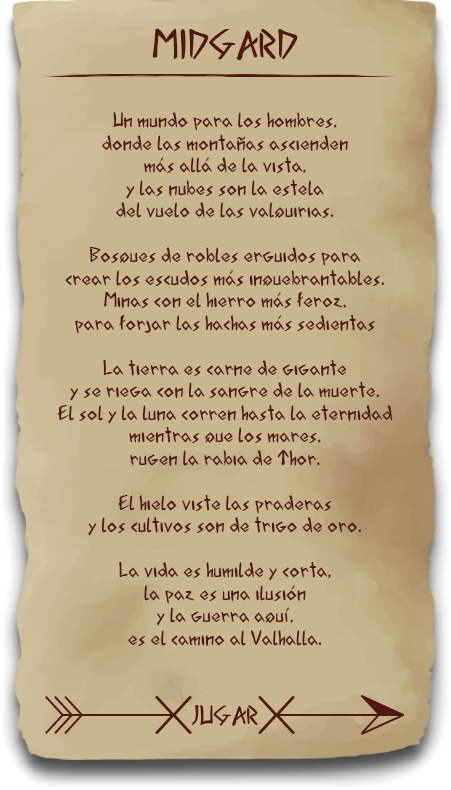 MIDGARD
Un mundo para los hombres,
donde las montañas ascienden
más allá de la vista,
y las nubes son la estela
del vuelo de las valquirias.
Bosques de robles erguidos para
crear los escudos más inquebrantables.
Minas con el hierro más feroz,
para forjar las hachas más sedientas
La tierra es carne de gigante
y se riega con la sangre de la muerte.
El sol y la luna corren hasta la eternidad
mientras que los mares,
rugen la rabia de Thor.
El hielo viste las praderas
y los cultivos son de trigo de oro.
La vida es humilde y corta,
la paz es una ilusión
y la guerra aquí,
es el camino al Valhalla.
JUGAR